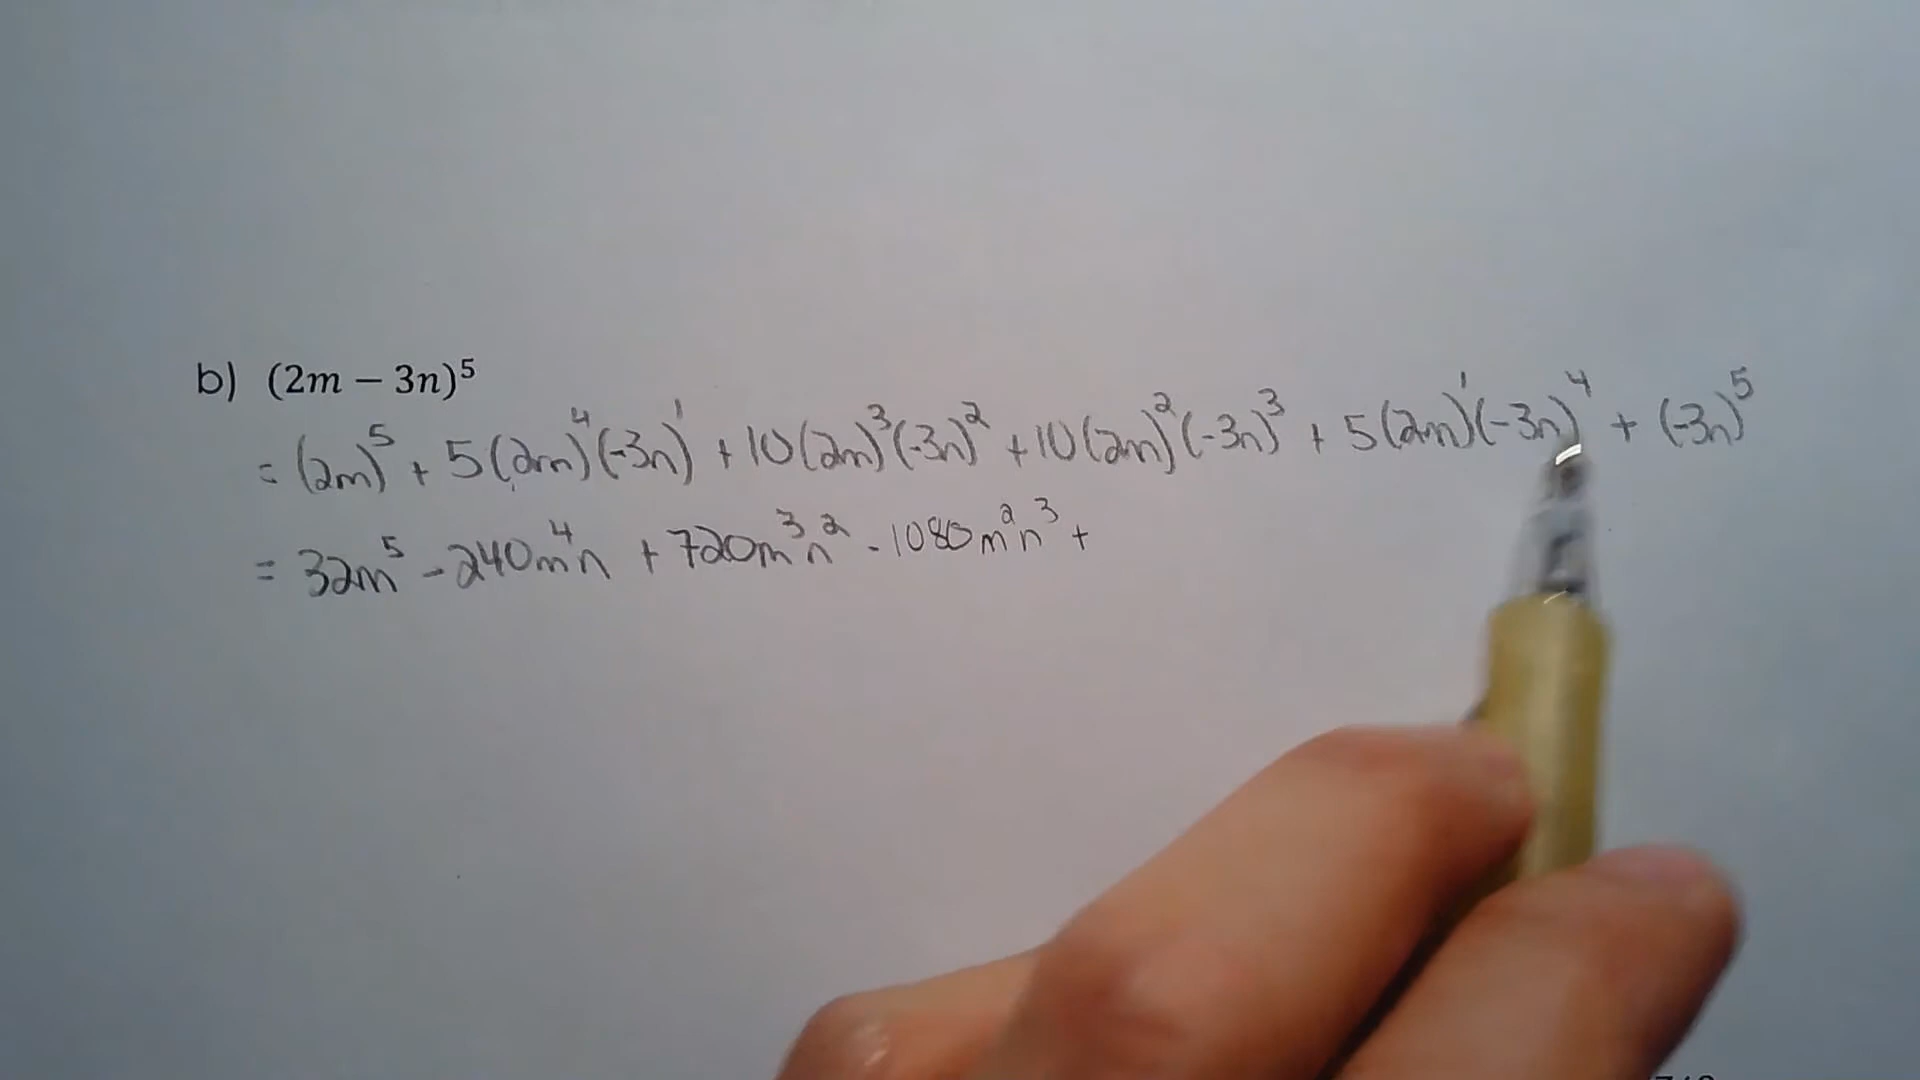 b) (2m − 3n)⁵
= (2m)⁵ + 5(2m)⁴(-3n)¹ + 10(2m)³(-3n)² + 10(2m)²(-3n)³ + 5(2m)¹(-3n)⁴ + (-3n)⁵
= 32m⁵ - 240m⁴n + 720m³n² - 1080m²n³ +